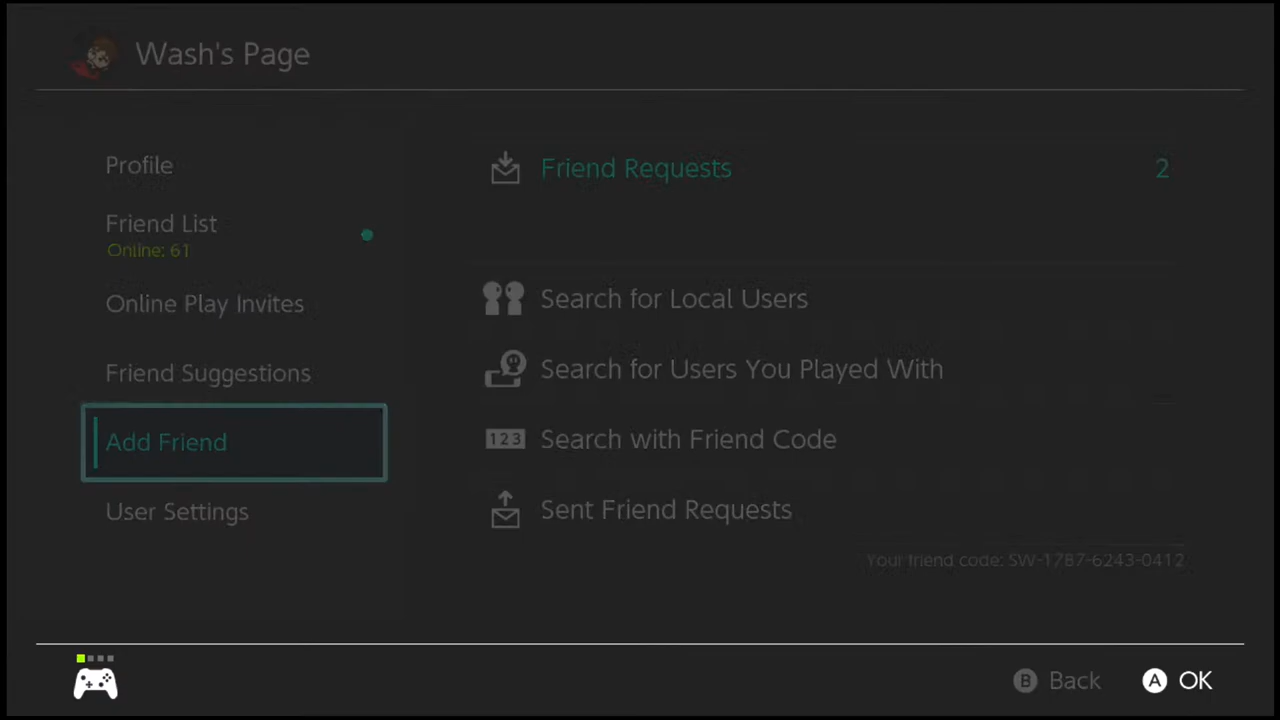 Wash's Page
Profile
Friend List
Online: 61
Online Play Invites
Friend Suggestions
Add Friend
User Settings
Friend Requests 2
Search for Local Users
Search for Users You Played With
123 Search with Friend Code
Sent Friend Requests
Your friend code: SW-1787-6243-0412
B Back A OK